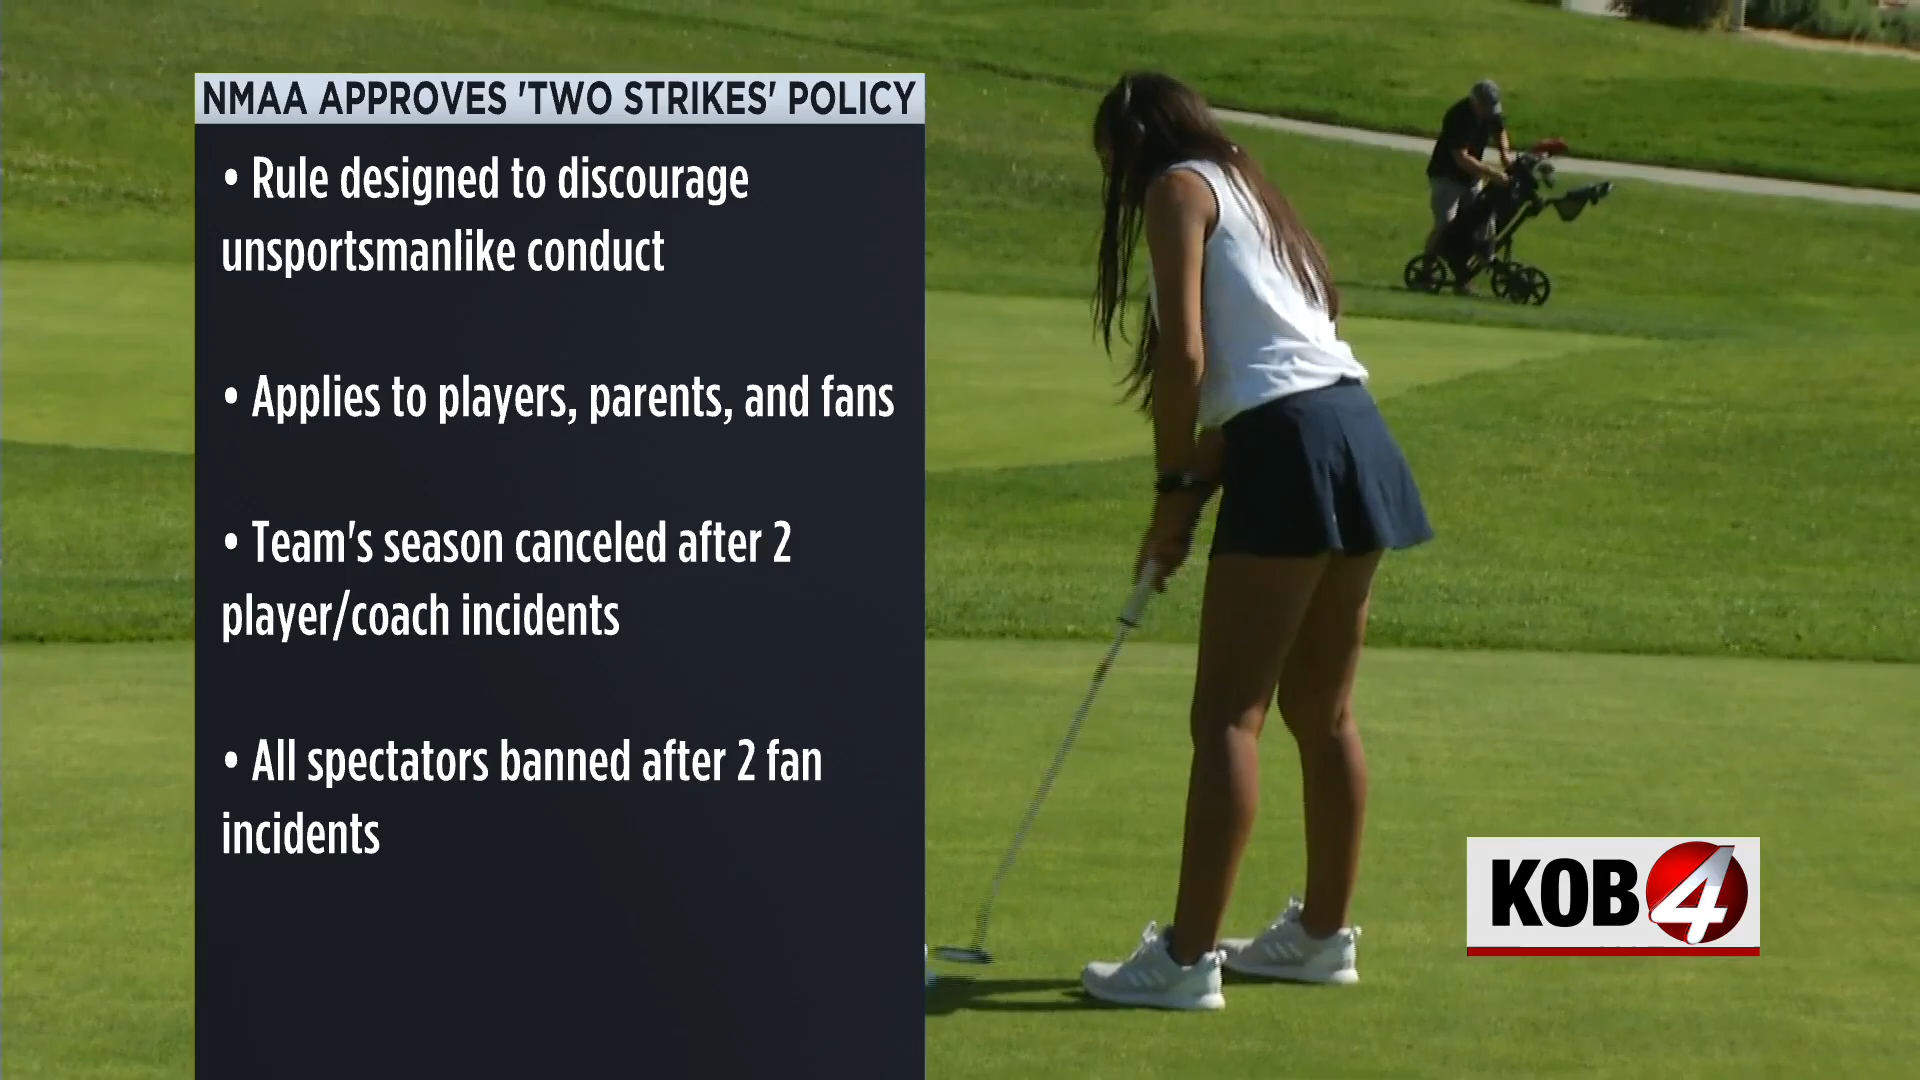 NMAA APPROVES 'TWO STRIKES' POLICY
• Rule designed to discourage
unsportsmanlike conduct
• Applies to players, parents, and fans
• Team's season canceled after 2
player/coach incidents
• All spectators banned after 2 fan
incidents
KOB 4